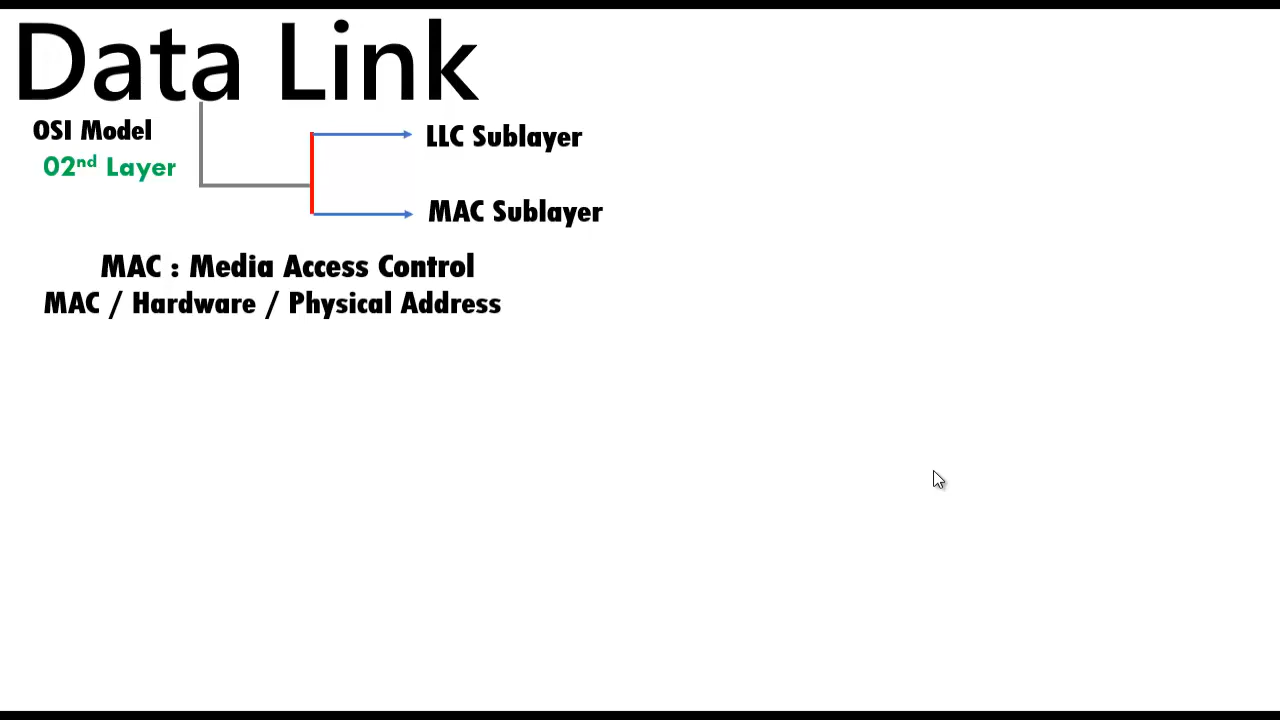 Data Link
OSI Model
02nd Layer
LLC Sublayer
MAC Sublayer
MAC : Media Access Control
MAC / Hardware / Physical Address